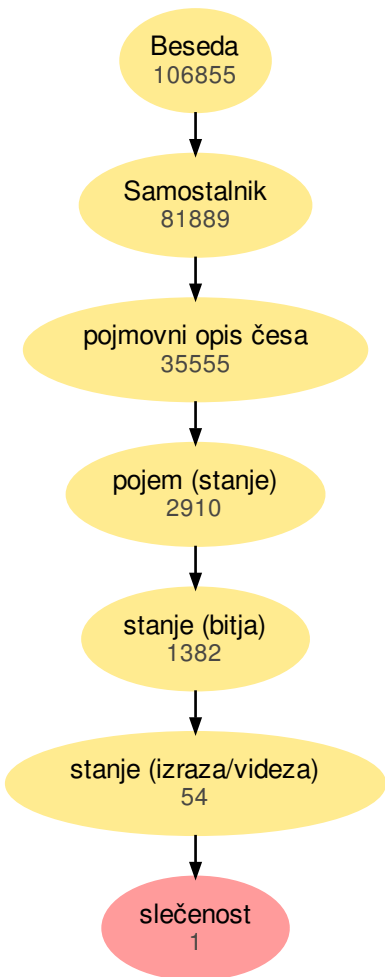 Beseda
106855
Samostalnik
81889
pojmovni opis česa
35555
pojem (stanje)
2910
stanje (bitja)
1382
stanje (izraza/videza)
54
slečenost
1